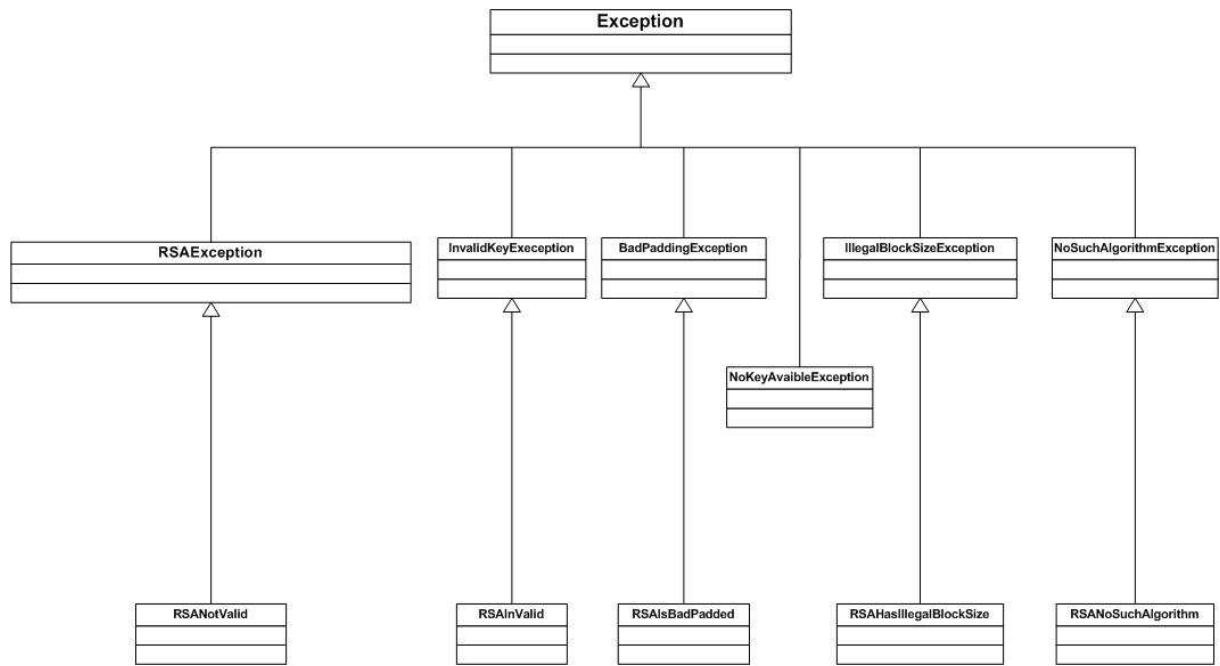 Exception
RSAException
InvalidKeyExeception
BadPaddingException
IllegalBlockSizeException
NoSuchAlgorithmException
NoKeyAvaibleException
RSANotValid
RSAInValid
RSAIsBadPadded
RSAHasIllegalBlockSize
RSANoSuchAlgorithm